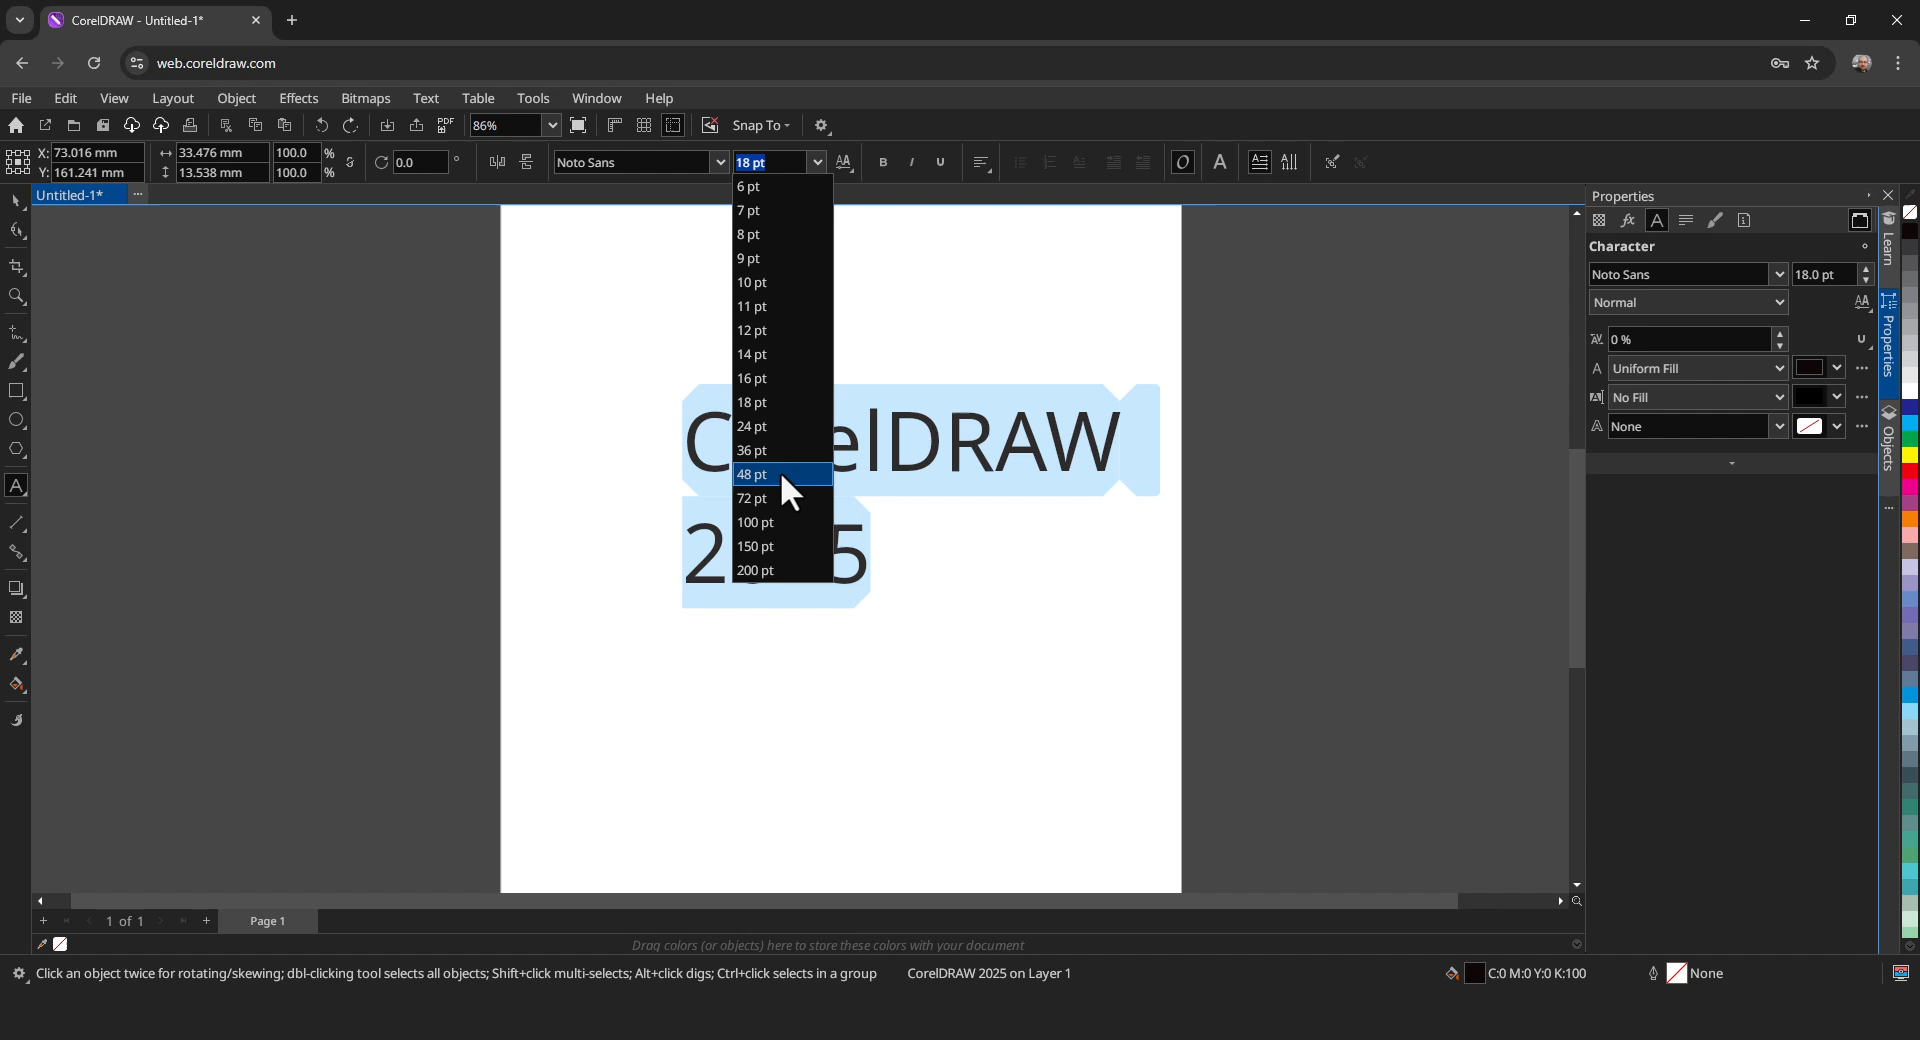 CorelDRAW - Untitled-1*
web.coreldraw.com
File Edit View Layout Object Effects Bitmaps Text Table Tools Window Help
PDF 86% Snap To
X: 73.016 mm 33.476 mm 100.0 % 0.0 ° Noto Sans 18 pt B I U
Y: 161.241 mm 13.538 mm 100.0 %
Untitled-1*
6 pt
7 pt
8 pt
9 pt
10 pt
11 pt
12 pt
14 pt
16 pt
18 pt
24 pt
36 pt
48 pt
72 pt
100 pt
150 pt
200 pt
C elDRAW
2 5
Properties
Character
Noto Sans 18.0 pt
Normal
0 %
Uniform Fill
No Fill
None
Learn
Properties
Objects
1 of 1 Page 1
Drag colors (or objects) here to store these colors with your document
Click an object twice for rotating/skewing; dbl-clicking tool selects all objects; Shift+click multi-selects; Alt+click digs; Ctrl+click selects in a group CorelDRAW 2025 on Layer 1 C:0 M:0 Y:0 K:100 None